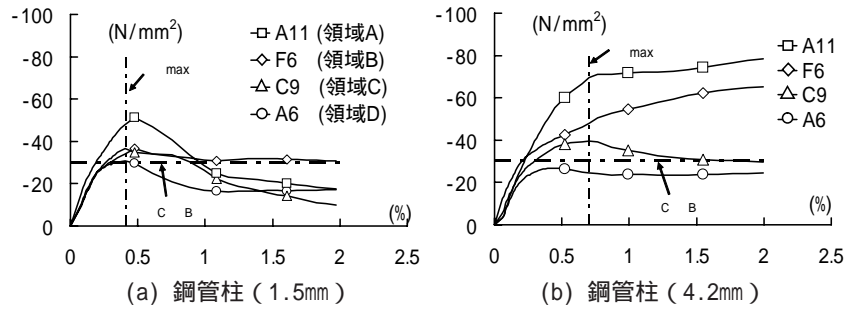 -100
-80
-60
-40
-20
0
(N/mm²)
max
A11 (領域A)
F6 (領域B)
C9 (領域C)
A6 (領域D)
C B
(%)
0 0.5 1 1.5 2 2.5
(a) 鋼管柱（1.5㎜）
-100
-80
-60
-40
-20
0
(N/mm²)
max
A11
F6
C9
A6
C B
(%)
0 0.5 1 1.5 2 2.5
(b) 鋼管柱（4.2㎜）